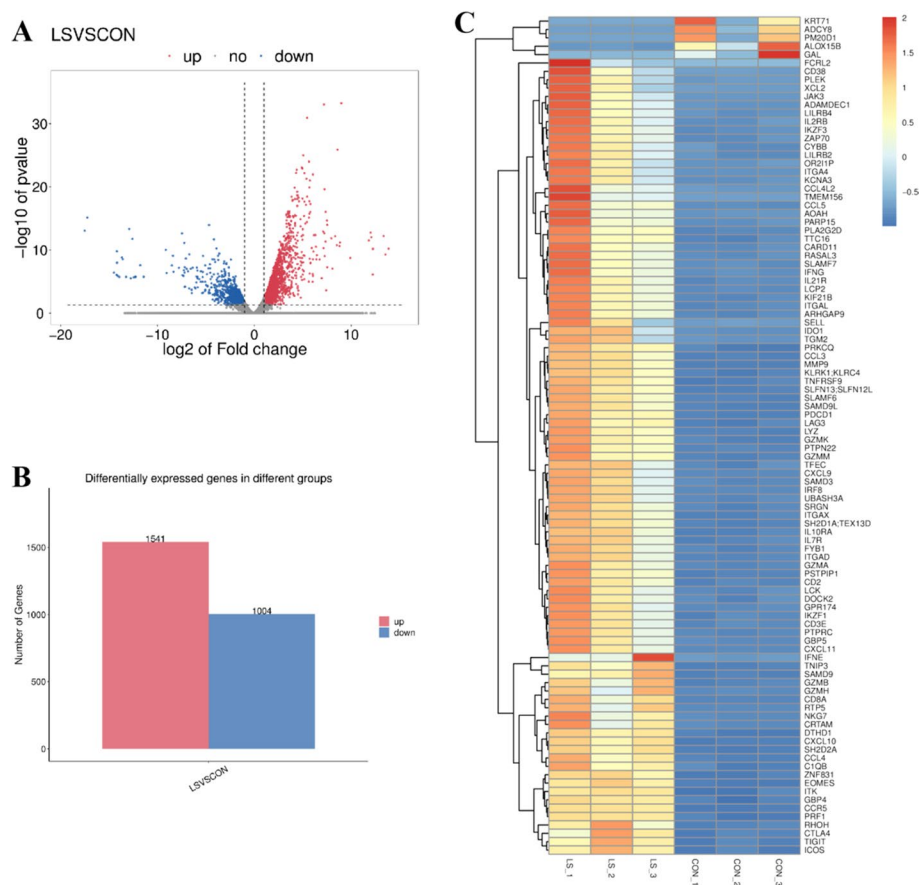 A LSVSCON
up no down
−log10 of pvalue
30
20
10
0
−20 −10 0 10
log2 of Fold change
B
Differentially expressed genes in different groups
Number of Genes
1500
1000
500
0
1541
1004
up
down
LSVSCON
C
KRT71
ADCY8
PM20D1
ALOX15B
GAL
FCRL2
CD38
PLEK
XCL2
JAK3
ADAMDEC1
LILRB4
IL2RB
IKZF3
ZAP70
CYBB
LILRB2
OR2I1P
ITGA4
KCNA3
CCL4L2
TMEM156
CCL5
AOAH
PARP15
PLA2G2D
TTC16
CARD11
RASAL3
SLAMF7
IFNG
IL21R
LCP2
KIF21B
ITGAL
ARHGAP9
SELL
IDO1
TGM2
PRKCQ
CCL3
MMP9
KLRK1;KLRC4
TNFRSF9
SLFN13;SLFN12L
SLAMF6
SAMD9L
PDCD1
LAG3
LYZ
GZMK
PTPN22
GZMM
TFEC
CXCL9
SAMD3
IRF8
UBASH3A
SRGN
ITGAX
SH2D1A;TEX13D
IL10RA
IL7R
FYB1
ITGAD
GZMA
PSTPIP1
CD2
LCK
DOCK2
GPR174
IKZF1
CD3E
PTPRC
GBP5
CXCL11
IFNE
TNIP3
SAMD9
GZMB
GZMH
CD8A
RTP5
NKG7
CRTAM
DTHD1
CXCL10
SH2D2A
CCL4
C1QB
ZNF831
EOMES
ITK
GBP4
CCR5
PRF1
RHOH
CTLA4
TIGIT
ICOS
LS_1
LS_2
LS_3
CON_1
CON_2
CON_3
2
1.5
1
0.5
0
−0.5